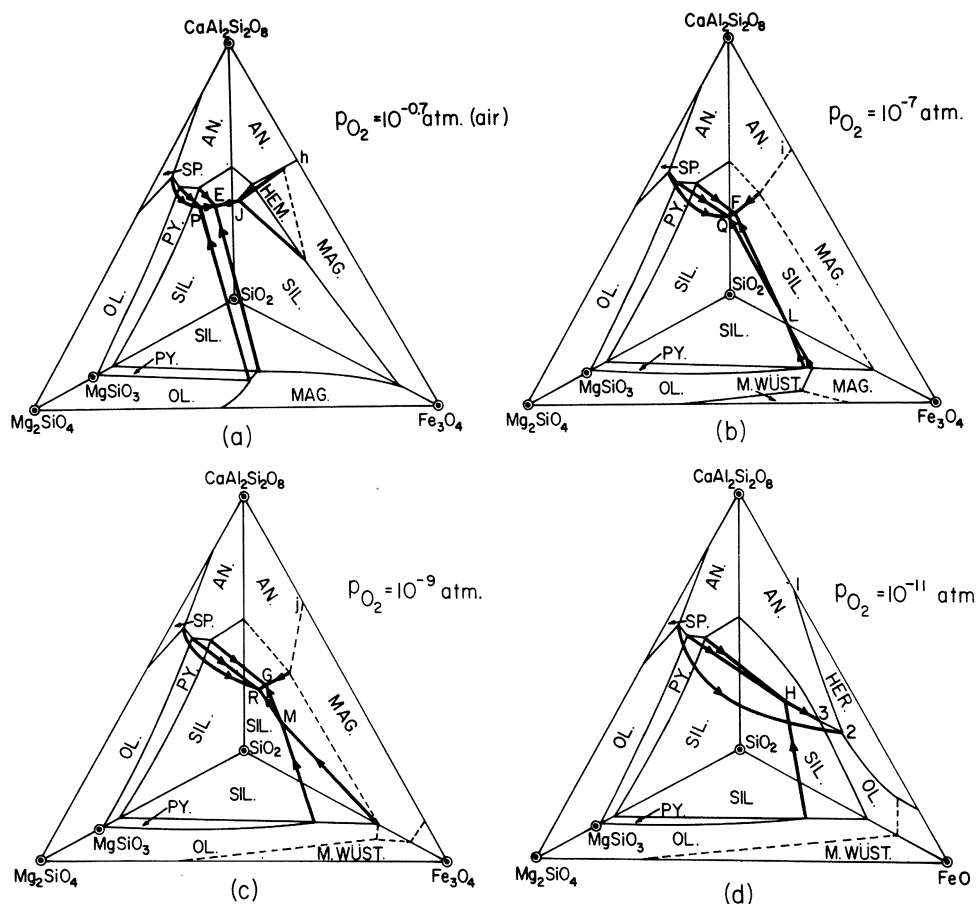 CaAl2Si2O8
pO2 = 10^-0.7 atm. (air)
AN.
AN.
h
SP.
E
HEM.
P
J
PY.
MAG.
OL.
SIL.
SIL.
SiO2
SIL.
PY.
MgSiO3
OL.
MAG.
Mg2SiO4
Fe3O4
(a)
CaAl2Si2O8
pO2 = 10^-7 atm.
AN.
AN.
i
SP.
F
Q
PY.
MAG.
OL.
SIL.
SIL.
SiO2
L
SIL.
PY.
MgSiO3
OL.
M.WÜST.
MAG.
Mg2SiO4
Fe3O4
(b)
CaAl2Si2O8
pO2 = 10^-9 atm.
AN.
AN.
j
SP.
G
R
PY.
MAG.
M
SIL.
SIL.
OL.
SiO2
SIL.
PY.
MgSiO3
OL.
M.WÜST.
Mg2SiO4
Fe3O4
(c)
CaAl2Si2O8
pO2 = 10^-11 atm
AN.
1
AN.
SP.
HER.
H
3
2
PY.
SIL.
OL.
SiO2
SIL.
OL.
SIL
PY.
MgSiO3
OL.
M.WÜST.
Mg2SiO4
FeO
(d)